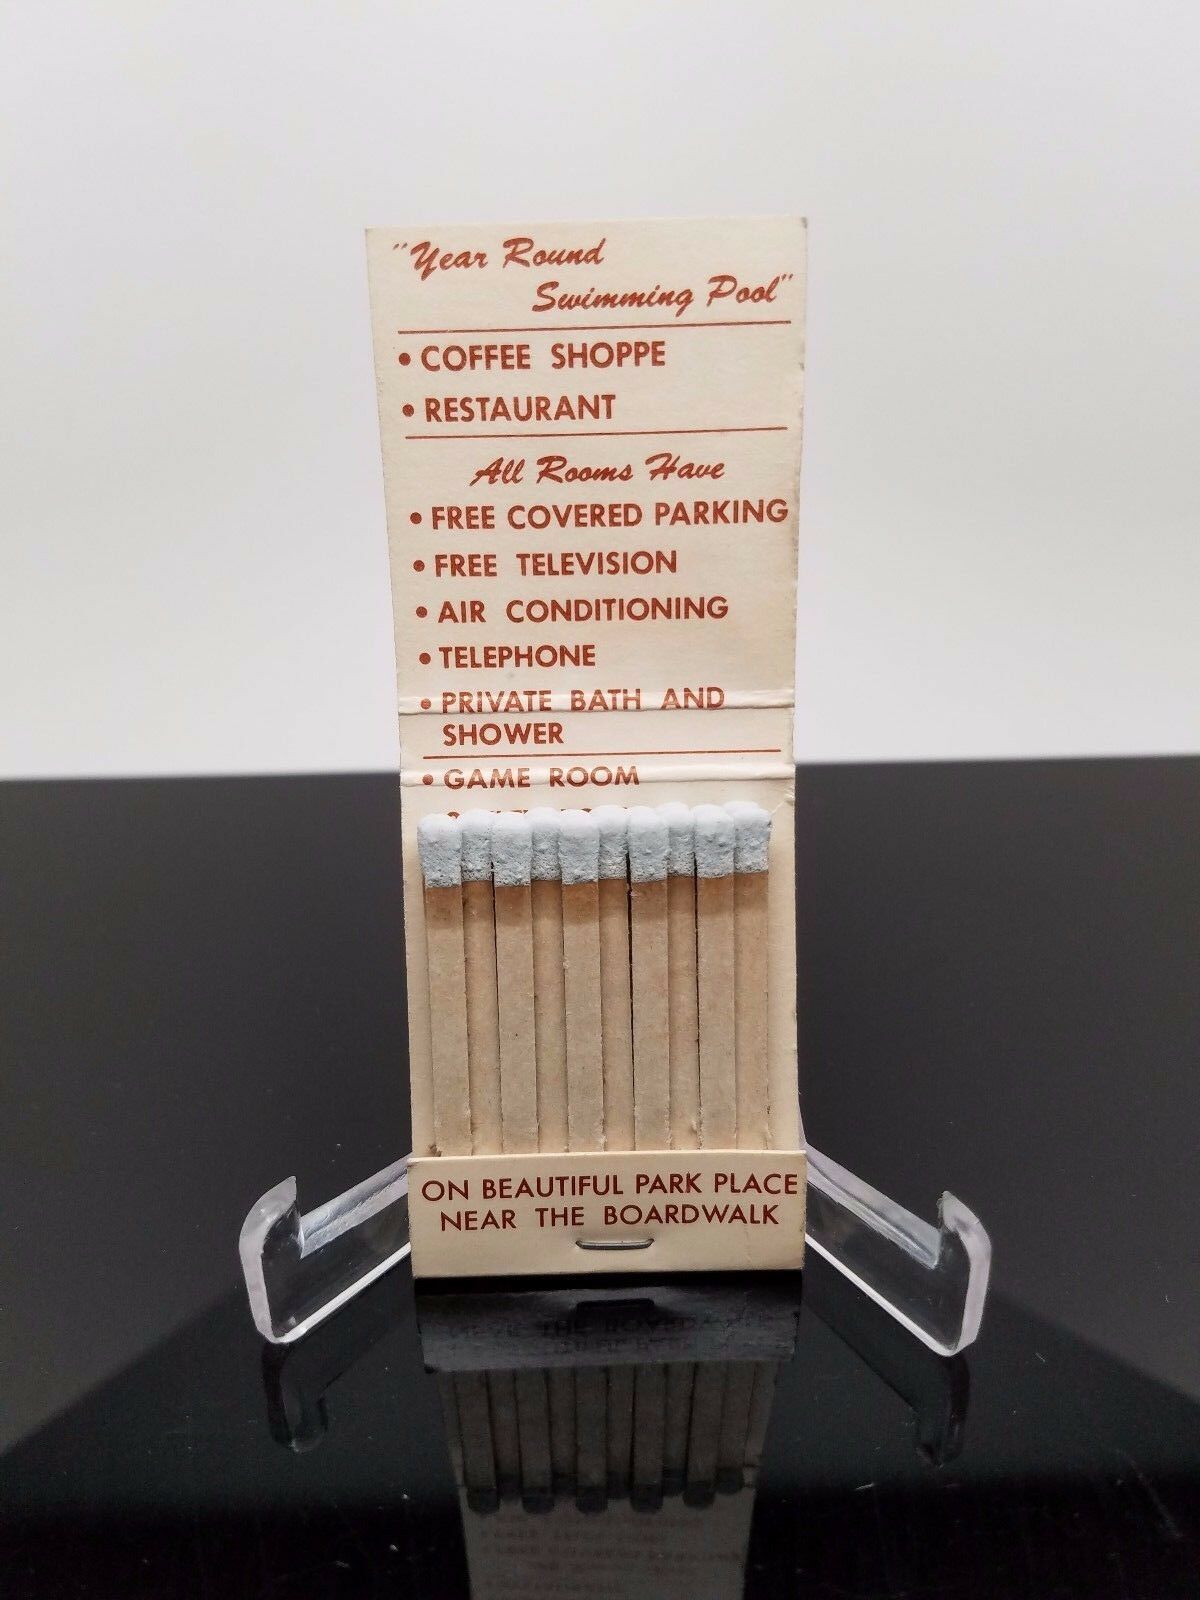 "Year Round
Swimming Pool"
• COFFEE SHOPPE
• RESTAURANT
All Rooms Have
• FREE COVERED PARKING
• FREE TELEVISION
• AIR CONDITIONING
• TELEPHONE
• PRIVATE BATH AND
SHOWER
• GAME ROOM
ON BEAUTIFUL PARK PLACE
NEAR THE BOARDWALK